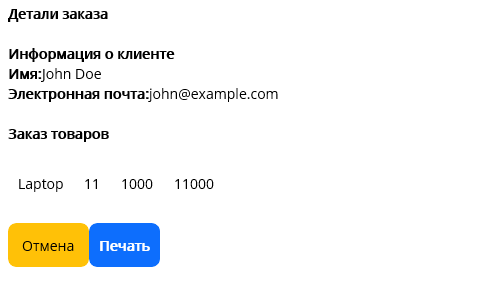 Детали заказа
Информация о клиенте
Имя:John Doe
Электронная почта:john@example.com
Заказ товаров
Laptop 11 1000 11000
Отмена Печать